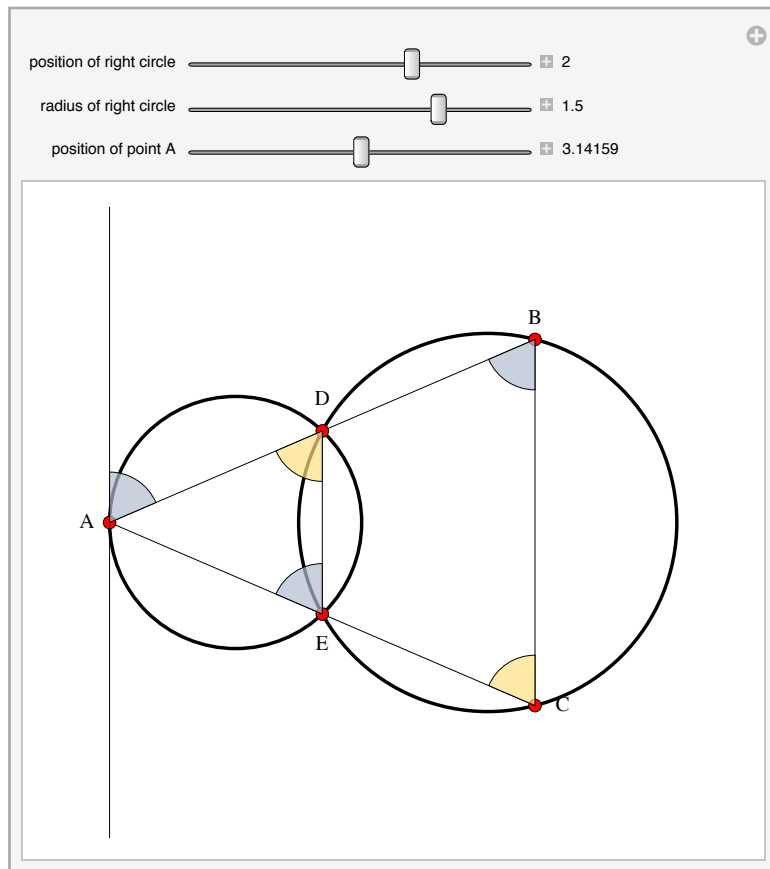 position of right circle 2
radius of right circle 1.5
position of point A 3.14159
B
D
A
E
C